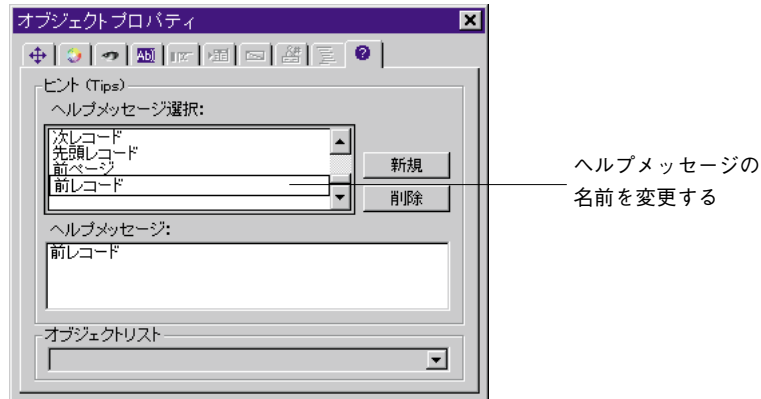 オブジェクトプロパティ
ヒント (Tips)
ヘルプメッセージ選択:
次レコード
先頭レコード
前ページ
前レコード
新規
削除
ヘルプメッセージの
名前を変更する
ヘルプメッセージ:
前レコード
オブジェクトリスト